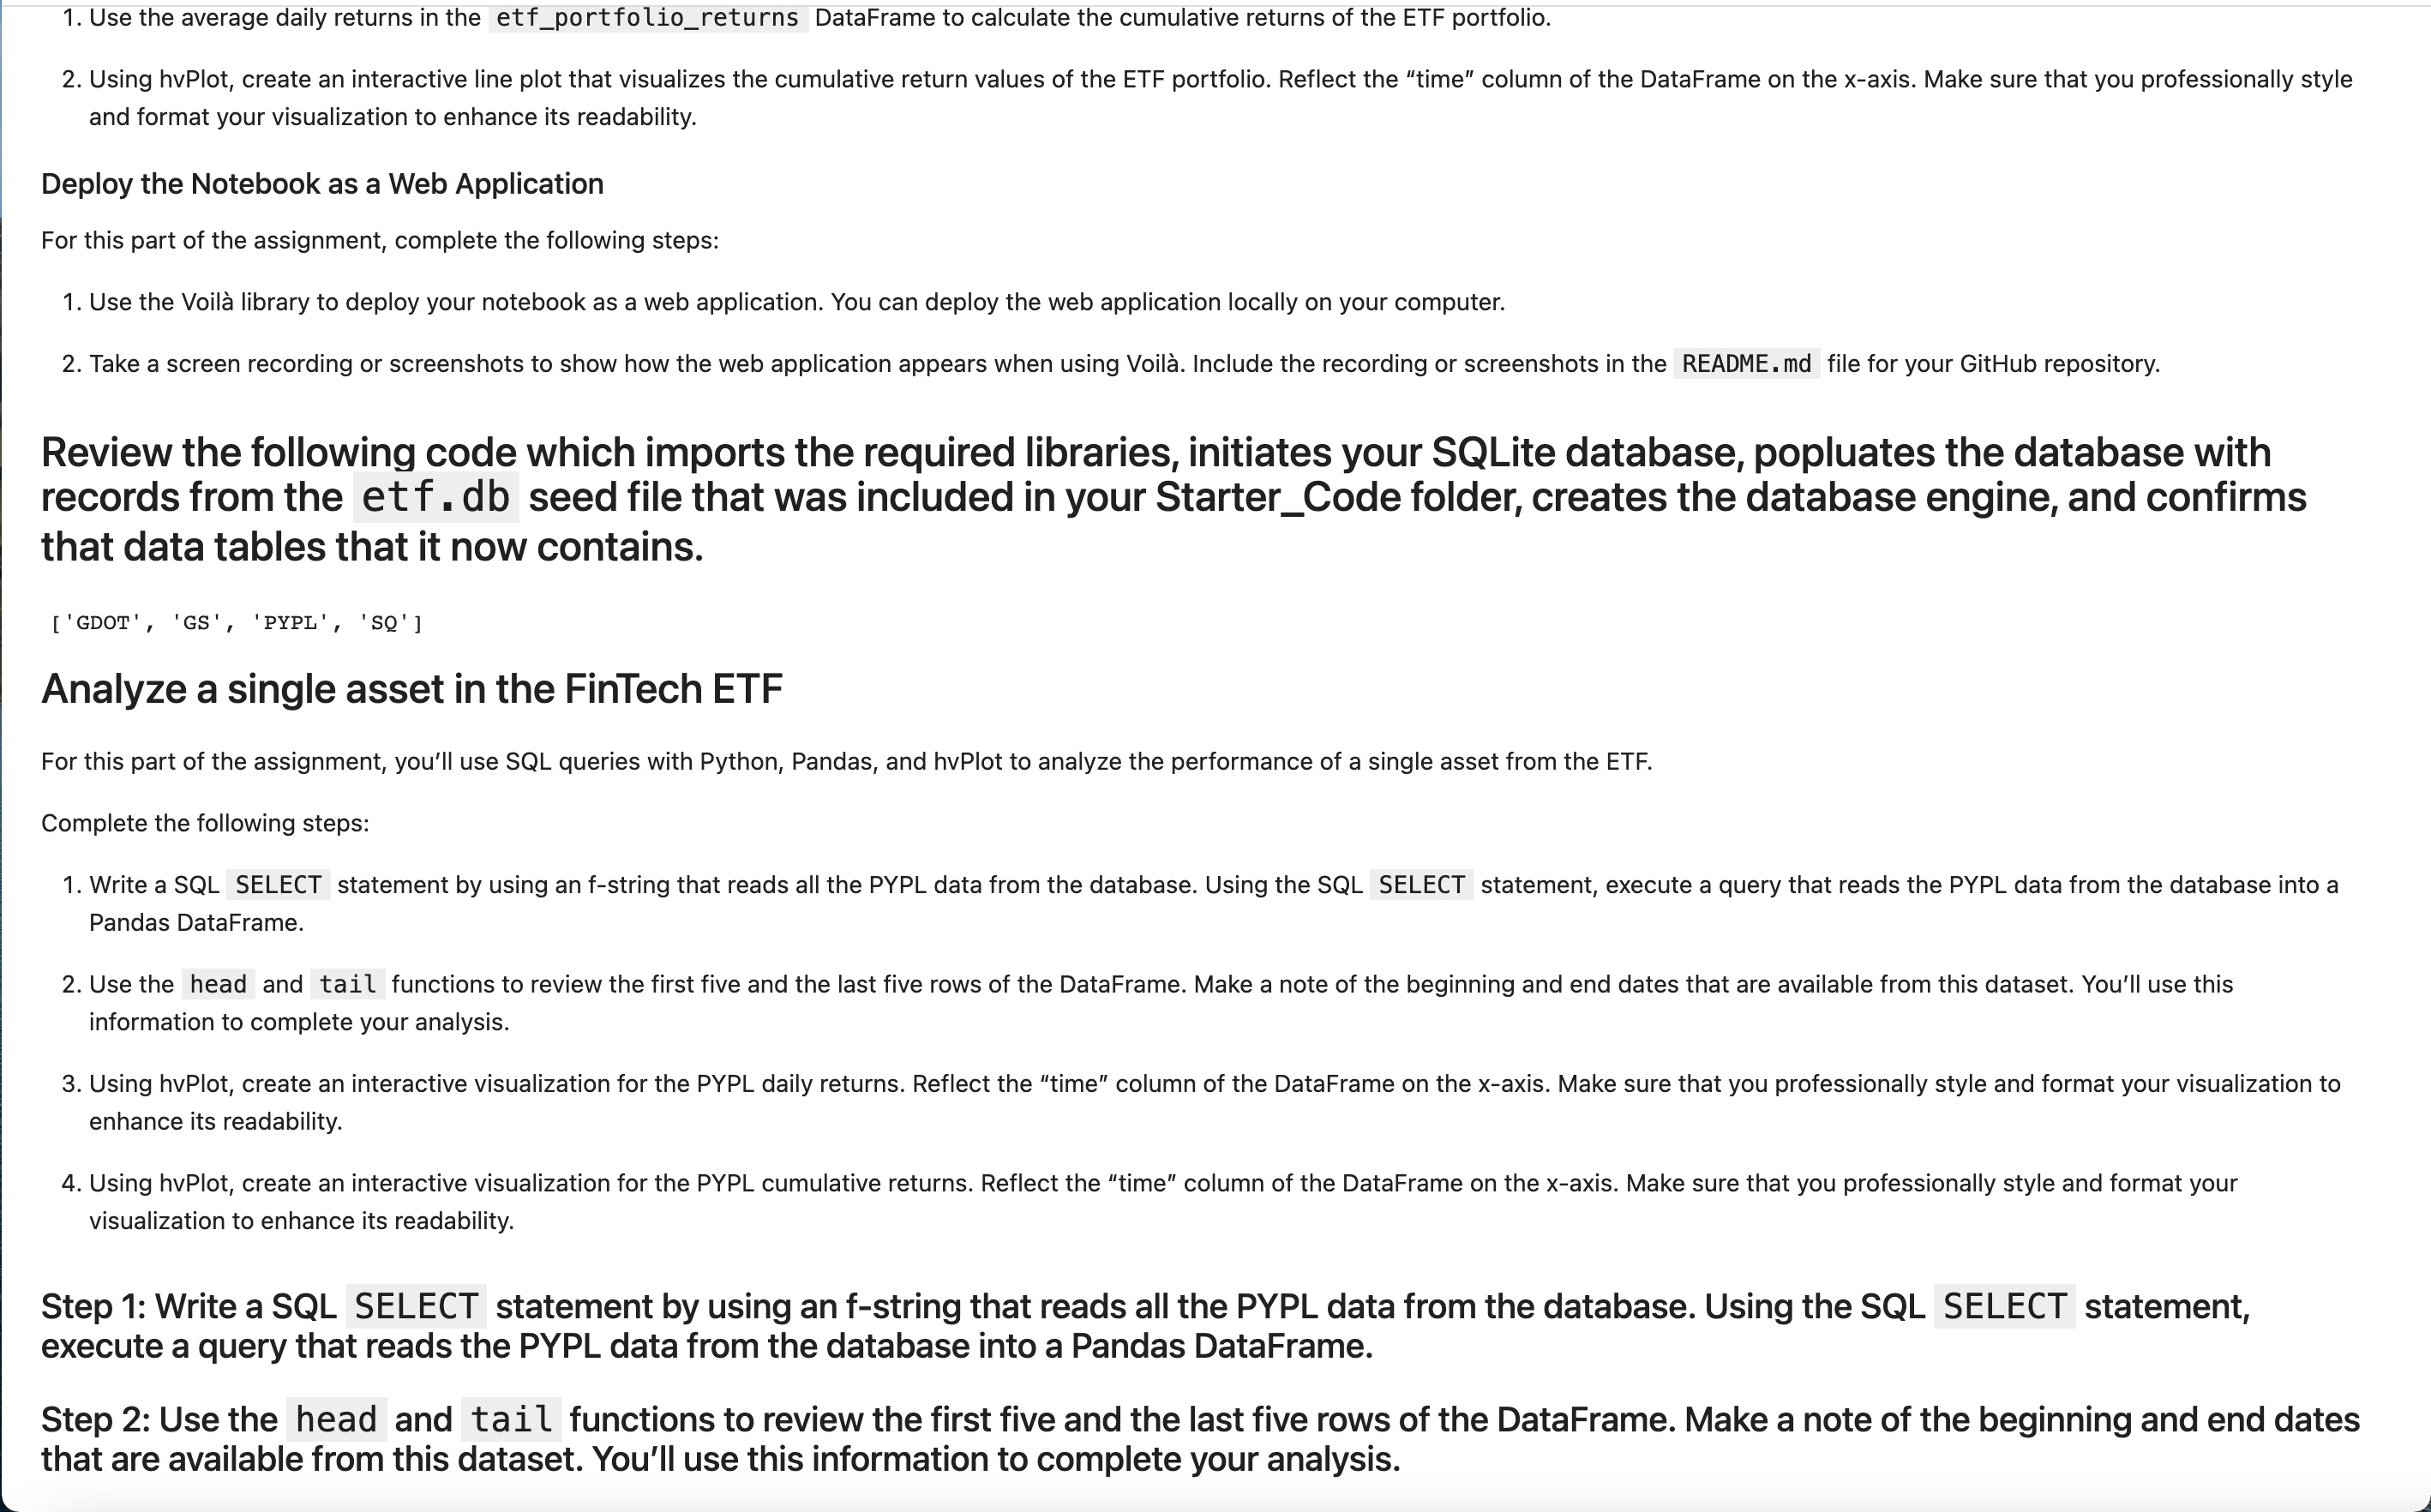 1. Use the average daily returns in the etf_portfolio_returns DataFrame to calculate the cumulative returns of the ETF portfolio.
2. Using hvPlot, create an interactive line plot that visualizes the cumulative return values of the ETF portfolio. Reflect the “time” column of the DataFrame on the x-axis. Make sure that you professionally style
and format your visualization to enhance its readability.
Deploy the Notebook as a Web Application
For this part of the assignment, complete the following steps:
1. Use the Voilà library to deploy your notebook as a web application. You can deploy the web application locally on your computer.
2. Take a screen recording or screenshots to show how the web application appears when using Voilà. Include the recording or screenshots in the README.md file for your GitHub repository.
Review the following code which imports the required libraries, initiates your SQLite database, popluates the database with
records from the etf.db seed file that was included in your Starter_Code folder, creates the database engine, and confirms
that data tables that it now contains.
['GDOT', 'GS', 'PYPL', 'SQ']
Analyze a single asset in the FinTech ETF
For this part of the assignment, you’ll use SQL queries with Python, Pandas, and hvPlot to analyze the performance of a single asset from the ETF.
Complete the following steps:
1. Write a SQL SELECT statement by using an f-string that reads all the PYPL data from the database. Using the SQL SELECT statement, execute a query that reads the PYPL data from the database into a
Pandas DataFrame.
2. Use the head and tail functions to review the first five and the last five rows of the DataFrame. Make a note of the beginning and end dates that are available from this dataset. You’ll use this
information to complete your analysis.
3. Using hvPlot, create an interactive visualization for the PYPL daily returns. Reflect the “time” column of the DataFrame on the x-axis. Make sure that you professionally style and format your visualization to
enhance its readability.
4. Using hvPlot, create an interactive visualization for the PYPL cumulative returns. Reflect the “time” column of the DataFrame on the x-axis. Make sure that you professionally style and format your
visualization to enhance its readability.
Step 1: Write a SQL SELECT statement by using an f-string that reads all the PYPL data from the database. Using the SQL SELECT statement,
execute a query that reads the PYPL data from the database into a Pandas DataFrame.
Step 2: Use the head and tail functions to review the first five and the last five rows of the DataFrame. Make a note of the beginning and end dates
that are available from this dataset. You’ll use this information to complete your analysis.